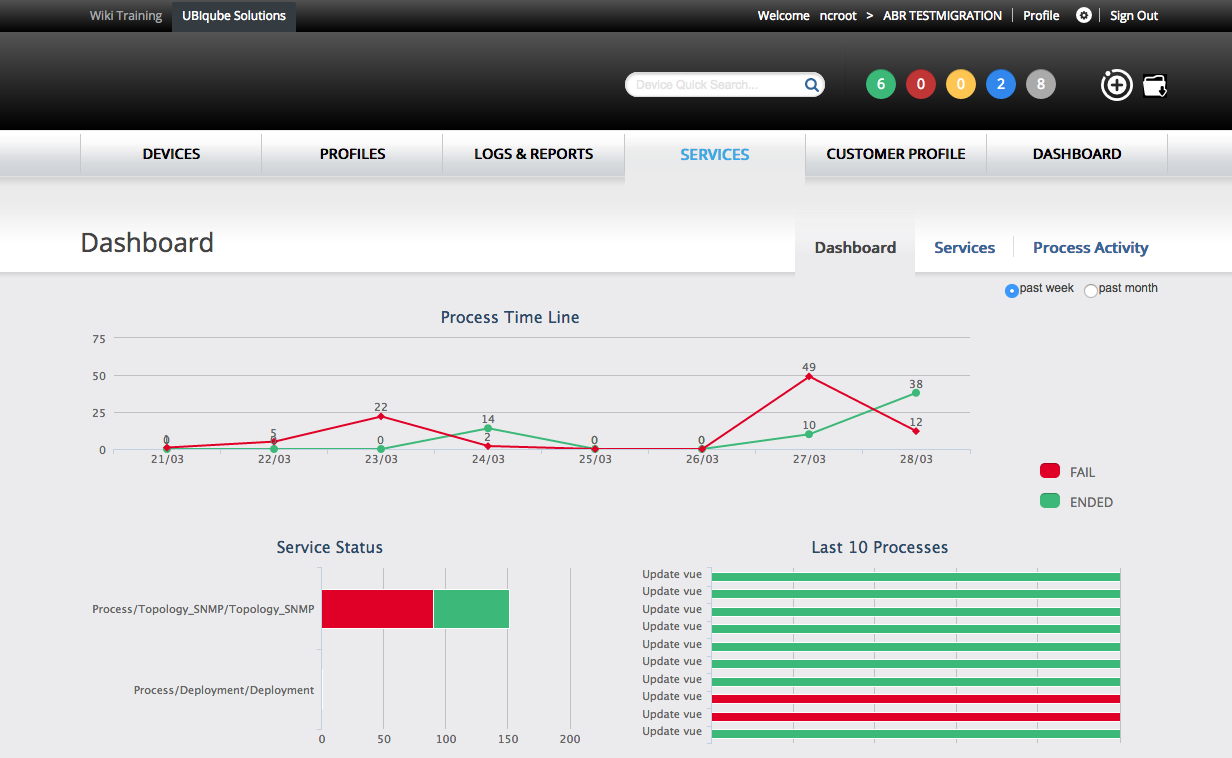 Wiki Training UBIqube Solutions Welcome ncroot > ABR TESTMIGRATION Profile Sign Out
Device Quick Search... 6 0 0 2 8
DEVICES PROFILES LOGS & REPORTS SERVICES CUSTOMER PROFILE DASHBOARD
Dashboard
Dashboard Services Process Activity
past week past month
Process Time Line
75
50
25
0
49
38
22
14
12
10
5
2
0
0
0
0
21/03 22/03 23/03 24/03 25/03 26/03 27/03 28/03
FAIL
ENDED
Service Status
Process/Topology_SNMP/Topology_SNMP
Process/Deployment/Deployment
0 50 100 150 200
Last 10 Processes
Update vue
Update vue
Update vue
Update vue
Update vue
Update vue
Update vue
Update vue
Update vue
Update vue